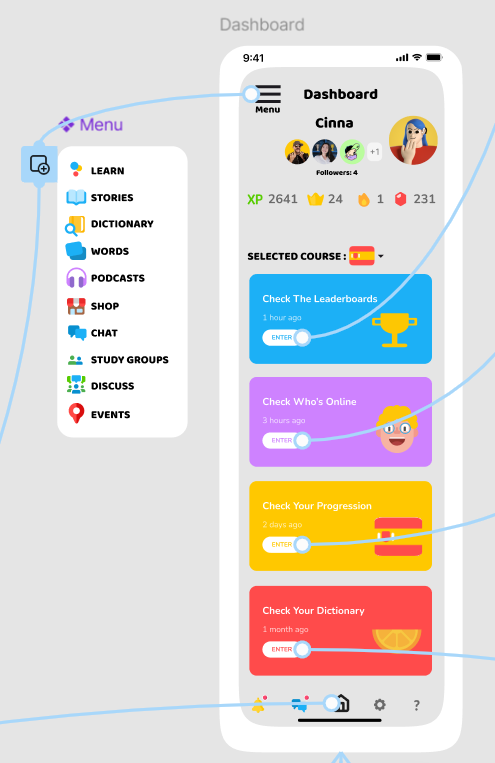 Dashboard
Menu
LEARN
STORIES
DICTIONARY
WORDS
PODCASTS
SHOP
CHAT
STUDY GROUPS
DISCUSS
EVENTS
9:41
Menu
Dashboard
Cinna
+1
Followers: 4
XP 2641 24 1 231
SELECTED COURSE :
Check The Leaderboards
1 hour ago
ENTER
Check Who's Online
3 hours ago
ENTER
Check Your Progression
2 days ago
ENTER
Check Your Dictionary
1 month ago
ENTER
?